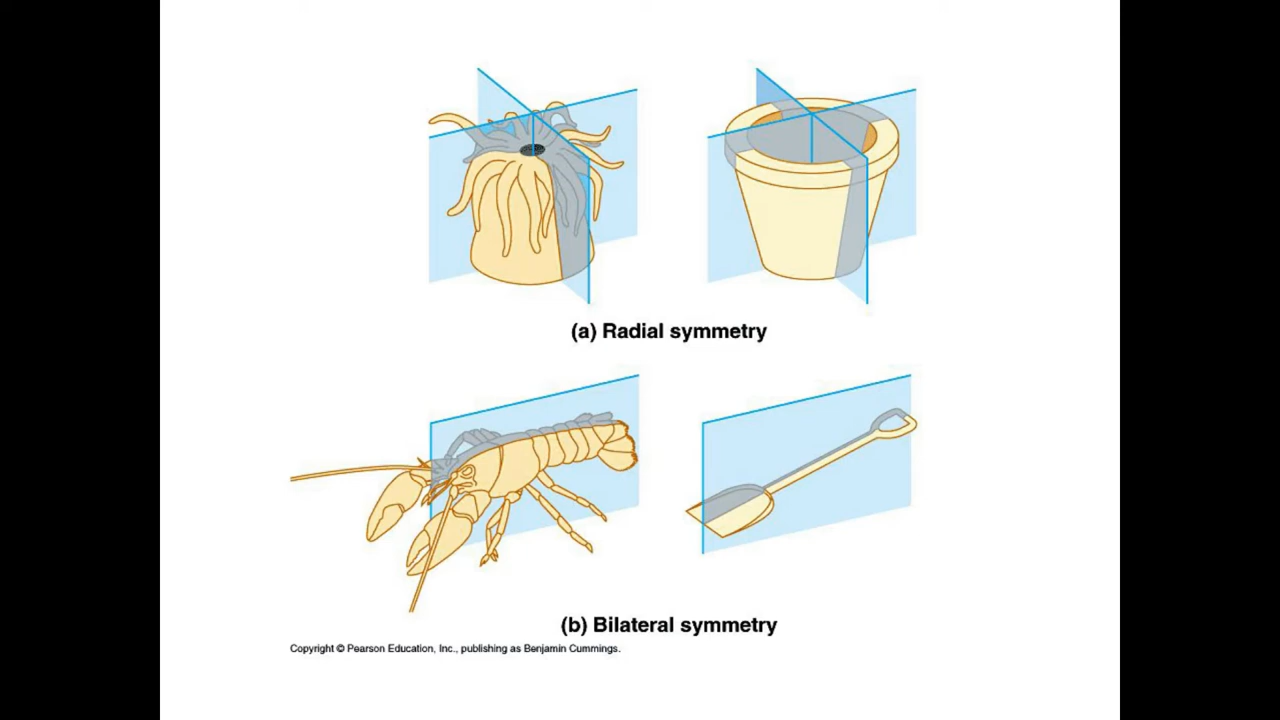 (a) Radial symmetry
(b) Bilateral symmetry
Copyright © Pearson Education, Inc., publishing as Benjamin Cummings.